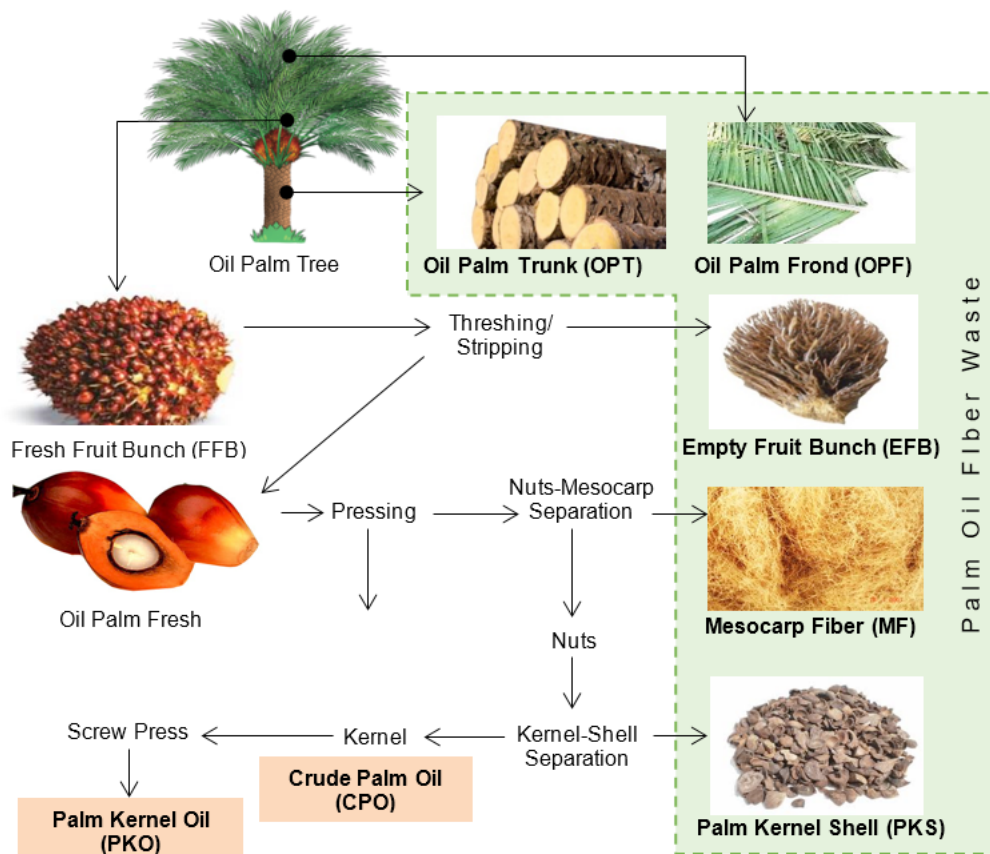 Oil Palm Tree
Oil Palm Trunk (OPT)
Oil Palm Frond (OPF)
Threshing/
Stripping
Fresh Fruit Bunch (FFB)
Empty Fruit Bunch (EFB)
Pressing
Nuts-Mesocarp
Separation
Oil Palm Fresh
Mesocarp Fiber (MF)
Nuts
Screw Press
Kernel
Kernel-Shell
Separation
Crude Palm Oil
(CPO)
Palm Kernel Oil
(PKO)
Palm Kernel Shell (PKS)
Palm Oil FIber Waste